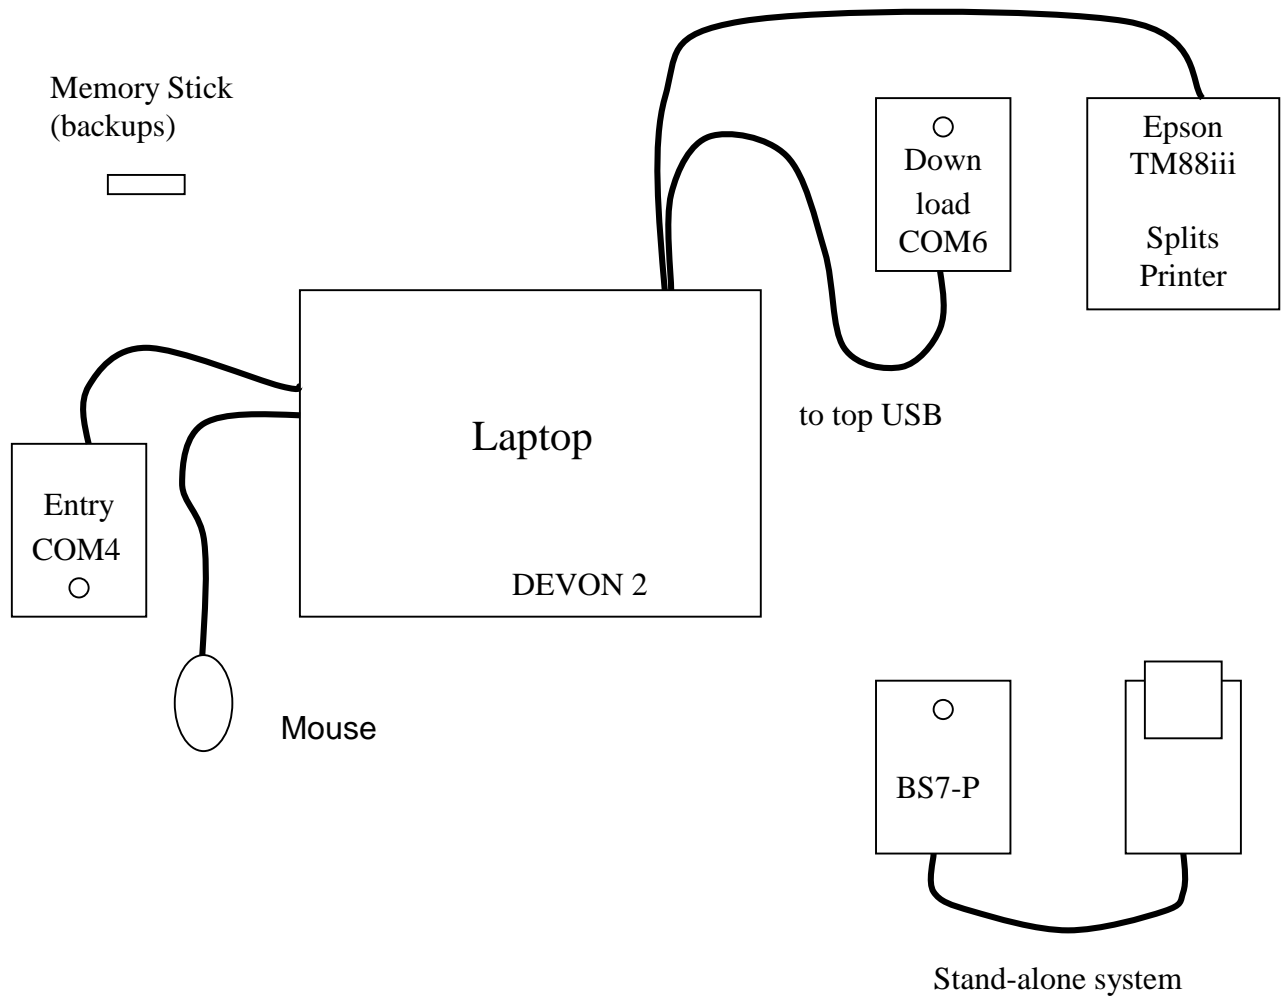 Memory Stick
(backups)
Down
load
COM6
Epson
TM88iii
Splits
Printer
to top USB
Laptop
DEVON 2
Entry
COM4
Mouse
BS7-P
Stand-alone system